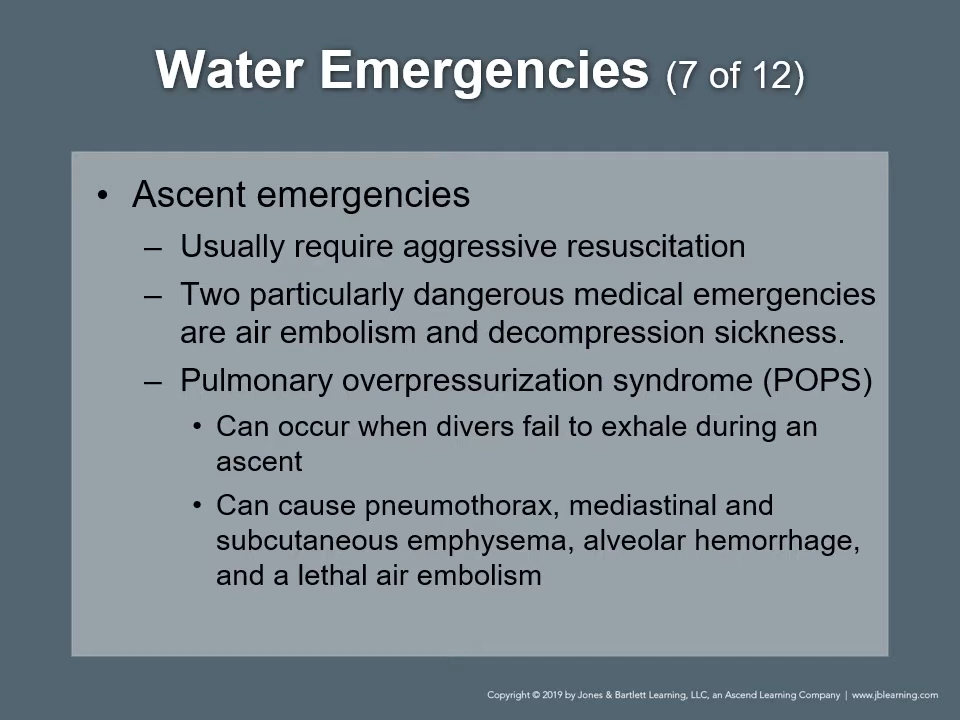 Water Emergencies (7 of 12)
• Ascent emergencies
– Usually require aggressive resuscitation
– Two particularly dangerous medical emergencies
are air embolism and decompression sickness.
– Pulmonary overpressurization syndrome (POPS)
• Can occur when divers fail to exhale during an
ascent
• Can cause pneumothorax, mediastinal and
subcutaneous emphysema, alveolar hemorrhage,
and a lethal air embolism
Copyright © 2019 by Jones & Bartlett Learning, LLC, an Ascend Learning Company | www.jblearning.com